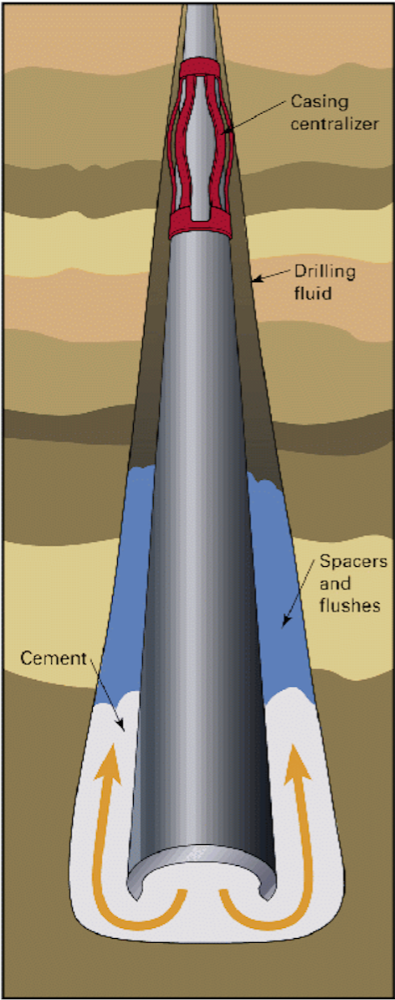 Casing
centralizer
Drilling
fluid
Spacers
and
flushes
Cement